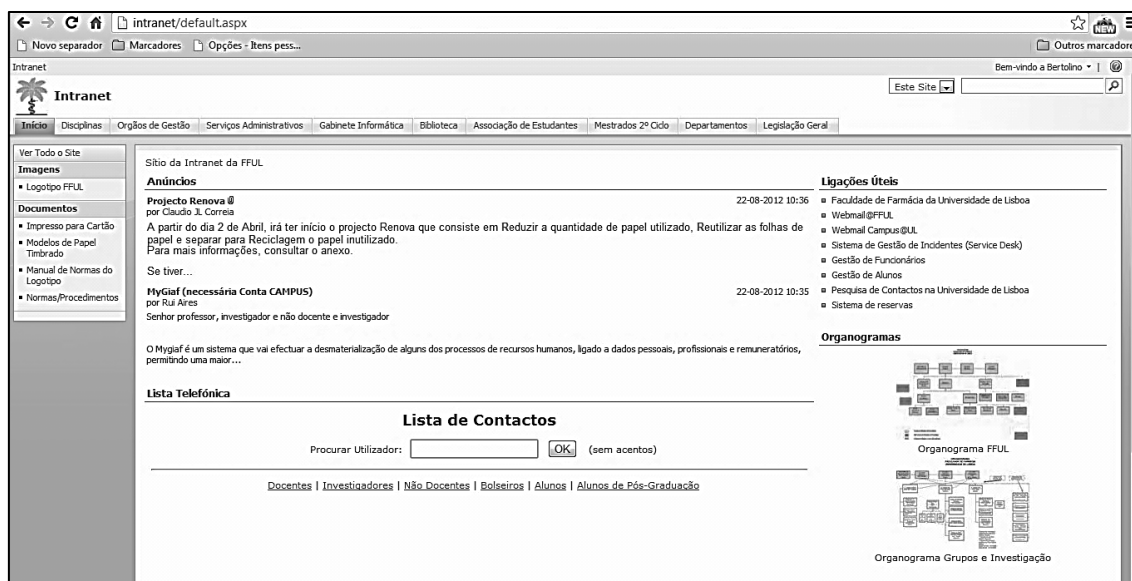 intranet/default.aspx
NEW
Novo separador Marcadores Opções - Itens pess... Outros marcadore
Intranet Bem-vindo a Bertolino
Intranet Este Site
Início Disciplinas Orgãos de Gestão Serviços Administrativos Gabinete Informática Biblioteca Associação de Estudantes Mestrados 2º Ciclo Departamentos Legislação Geral
Ver Todo o Site
Imagens
Logotipo FFUL
Documentos
Impresso para Cartão
Modelos de Papel
Timbrado
Manual de Normas do
Logotipo
Normas/Procedimentos
Sítio da Intranet da FFUL
Anúncios
Projecto Renova 22-08-2012 10:36
por Claudio JL Correia
A partir do dia 2 de Abril, irá ter início o projecto Renova que consiste em Reduzir a quantidade de papel utilizado, Reutilizar as folhas de
papel e separar para Reciclagem o papel inutilizado.
Para mais informações, consultar o anexo.
Se tiver...
MyGiaf (necessária Conta CAMPUS) 22-08-2012 10:35
por Rui Aires
Senhor professor, investigador e não docente e investigador
O Mygiaf é um sistema que vai efectuar a desmaterialização de alguns dos processos de recursos humanos, ligado a dados pessoais, profissionais e remuneratórios,
permitindo uma maior...
Lista Telefónica
Lista de Contactos
Procurar Utilizador: OK (sem acentos)
Docentes | Investigadores | Não Docentes | Bolseiros | Alunos | Alunos de Pós-Graduação
Ligações Úteis
Faculdade de Farmácia da Universidade de Lisboa
Webmail@FFUL
Webmail Campus@UL
Sistema de Gestão de Incidentes (Service Desk)
Gestão de Funcionários
Gestão de Alunos
Pesquisa de Contactos na Universidade de Lisboa
Sistema de reservas
Organogramas
Organograma FFUL
Organograma Grupos e Investigação